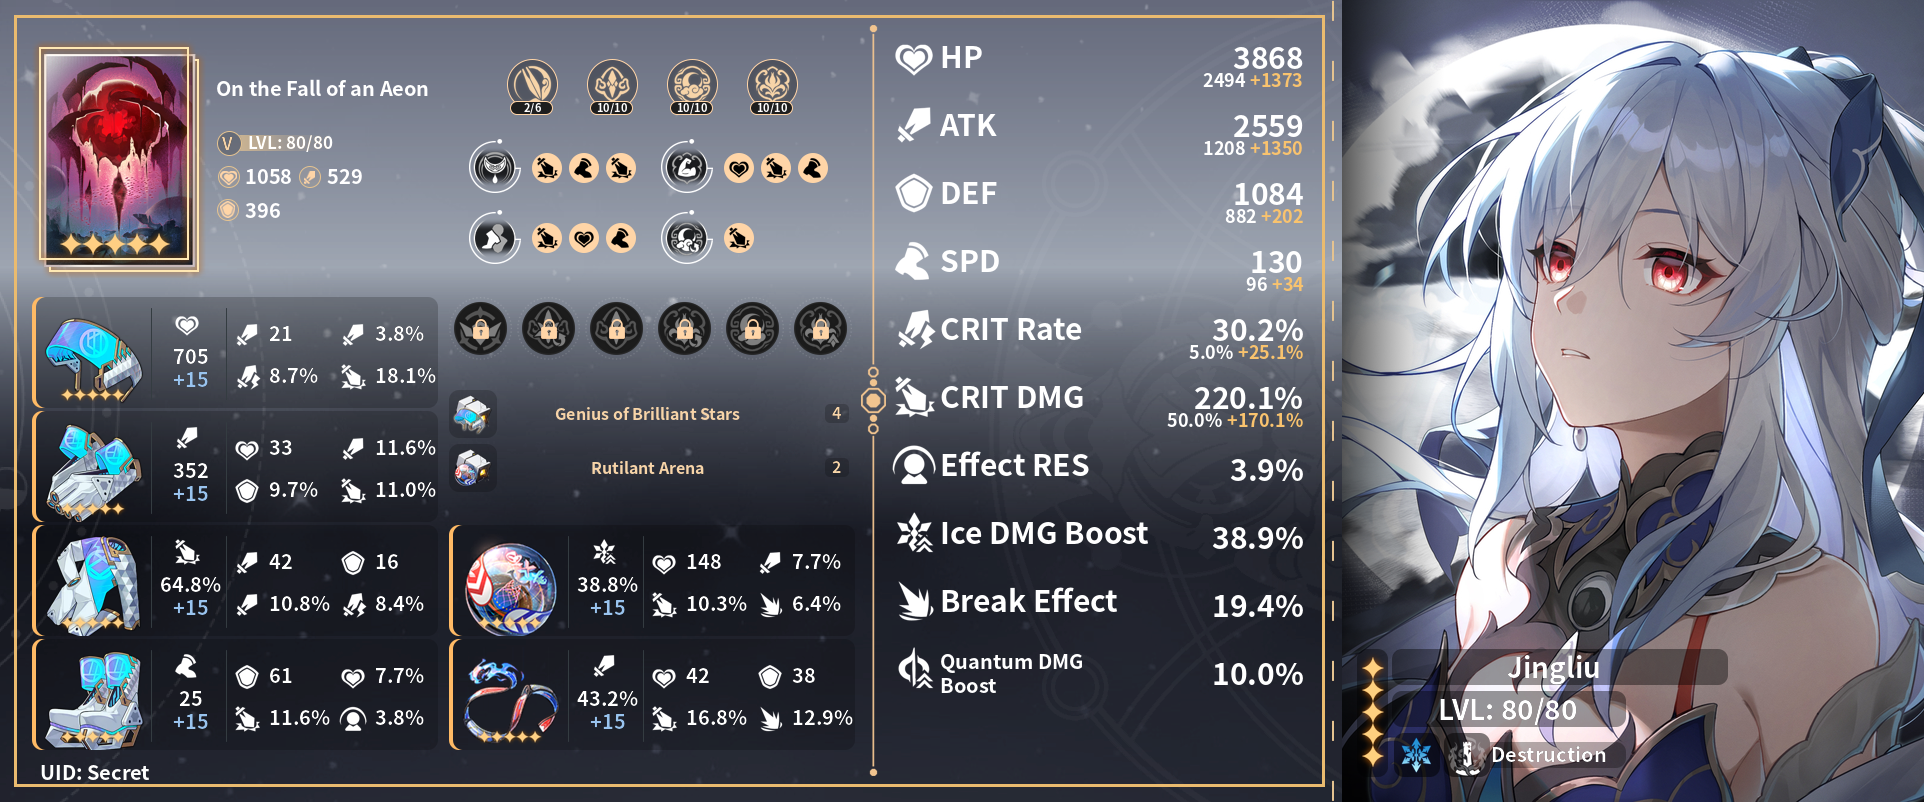 On the Fall of an Aeon
V LVL: 80/80
1058 529
396
2/6 10/10 10/10 10/10
705
+15
21 3.8%
8.7% 18.1%
352
+15
33 11.6%
9.7% 11.0%
64.8%
+15
42 16
10.8% 8.4%
25
+15
61 7.7%
11.6% 3.8%
UID: Secret
Genius of Brilliant Stars 4
Rutilant Arena 2
38.8%
+15
148 7.7%
10.3% 6.4%
43.2%
+15
42 38
16.8% 12.9%
HP 3868
2494 +1373
ATK 2559
1208 +1350
DEF 1084
882 +202
SPD 130
96 +34
CRIT Rate 30.2%
5.0% +25.1%
CRIT DMG 220.1%
50.0% +170.1%
Effect RES 3.9%
Ice DMG Boost 38.9%
Break Effect 19.4%
Quantum DMG
Boost 10.0%
Jingliu
LVL: 80/80
Destruction